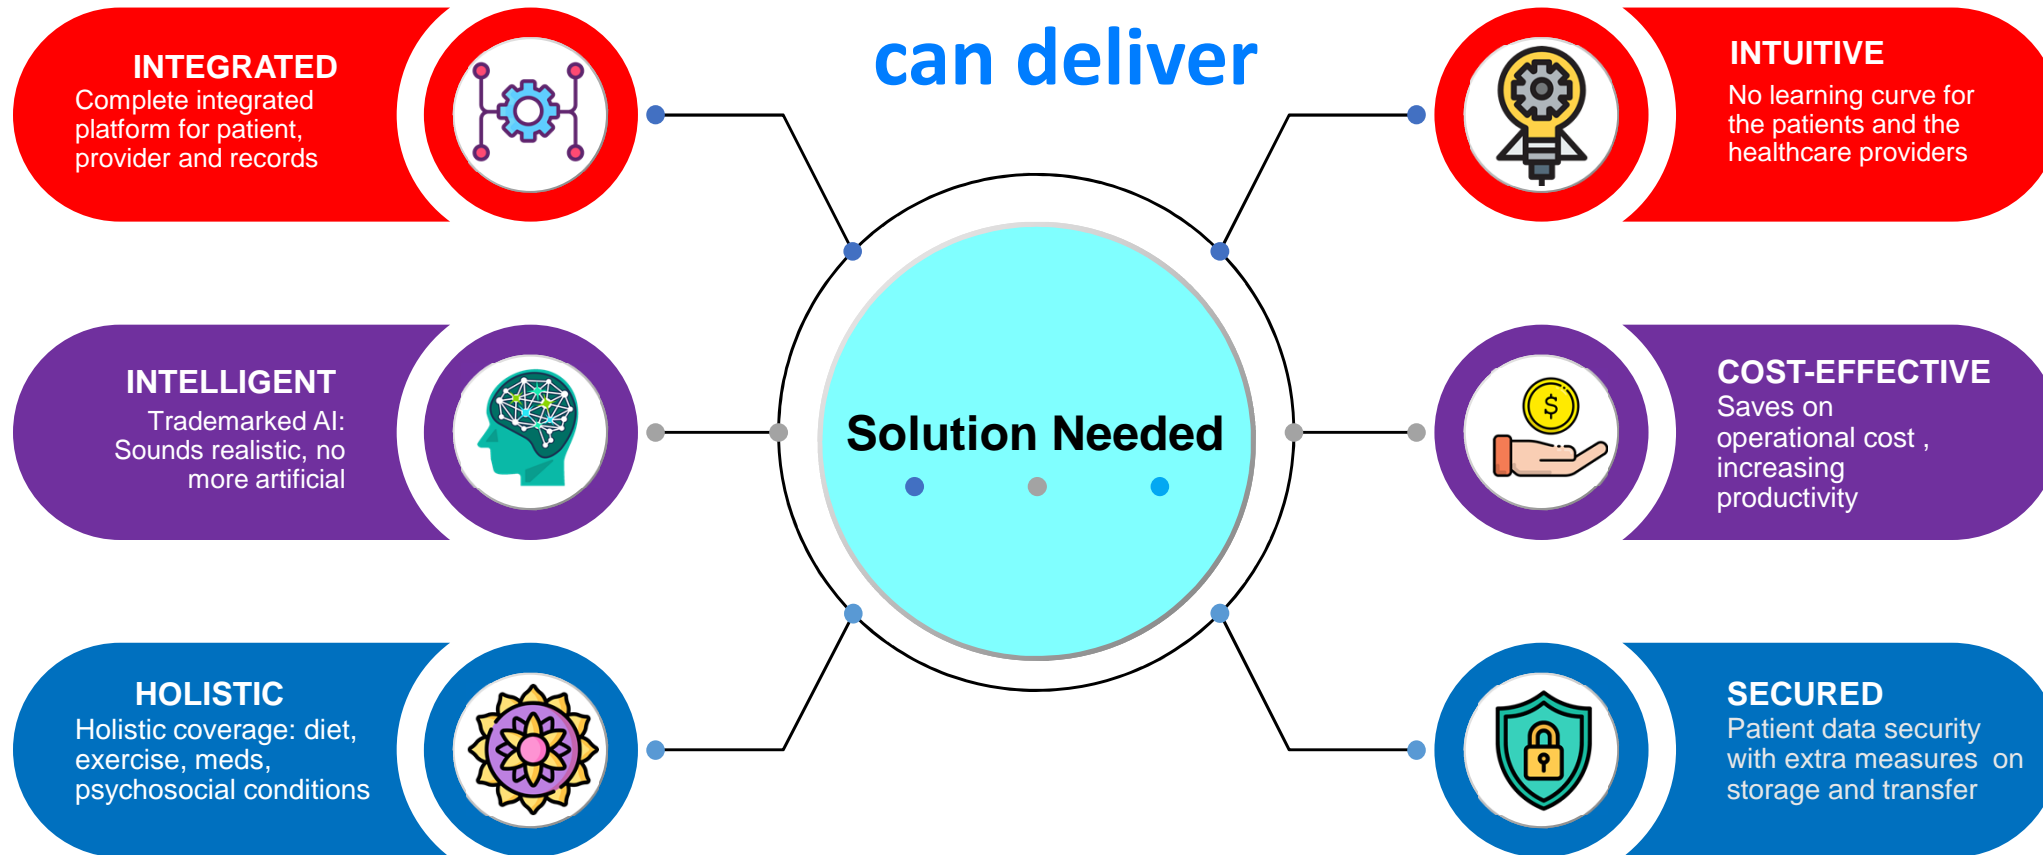 can deliver
INTEGRATED
Complete integrated
platform for patient,
provider and records
INTELLIGENT
Trademarked AI:
Sounds realistic, no
more artificial
HOLISTIC
Holistic coverage: diet,
exercise, meds,
psychosocial conditions
Solution Needed
INTUITIVE
No learning curve for
the patients and the
healthcare providers
COST-EFFECTIVE
Saves on
operational cost ,
increasing
productivity
$
SECURED
Patient data security
with extra measures  on
storage and transfer